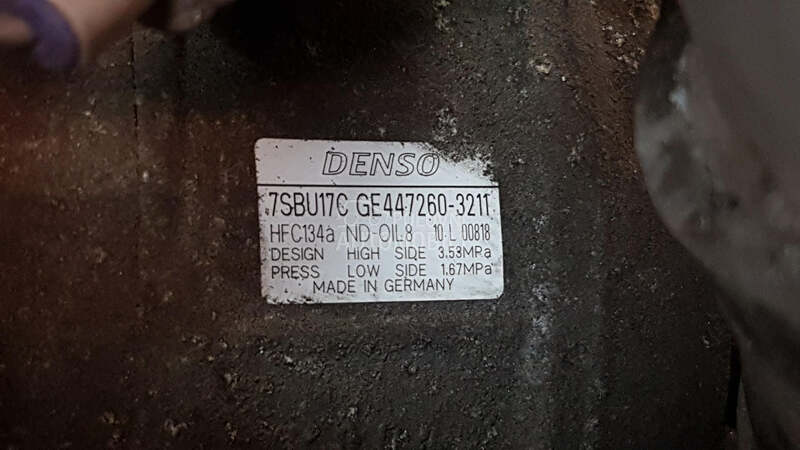 DENSO
7SBU17C GE447260-3211
HFC134a ND-OIL8 10 L 00818
DESIGN HIGH SIDE 3.53MPa
PRESS LOW SIDE 1.67MPa
MADE IN GERMANY